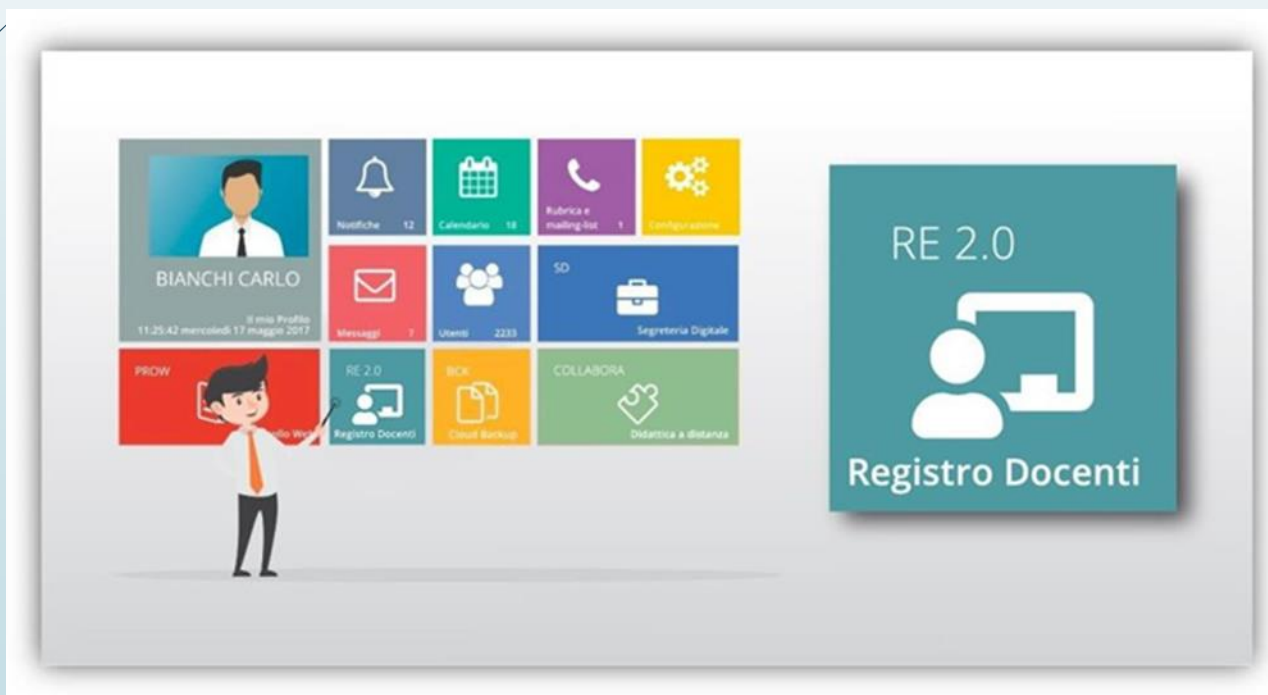 BIANCHI CARLO
Il mio Profilo
11:25:42 mercoledì 17 maggio 2017
Notifiche 12
Calendario 18
Rubrica e
mailing-list 1
Configurazione
Messaggi 7
Utenti 2233
SD
Segreteria Digitale
PROW
Web
RE 2.0
Registro Docenti
BCK
Cloud Backup
COLLABORA
Didattica a distanza
RE 2.0
Registro Docenti